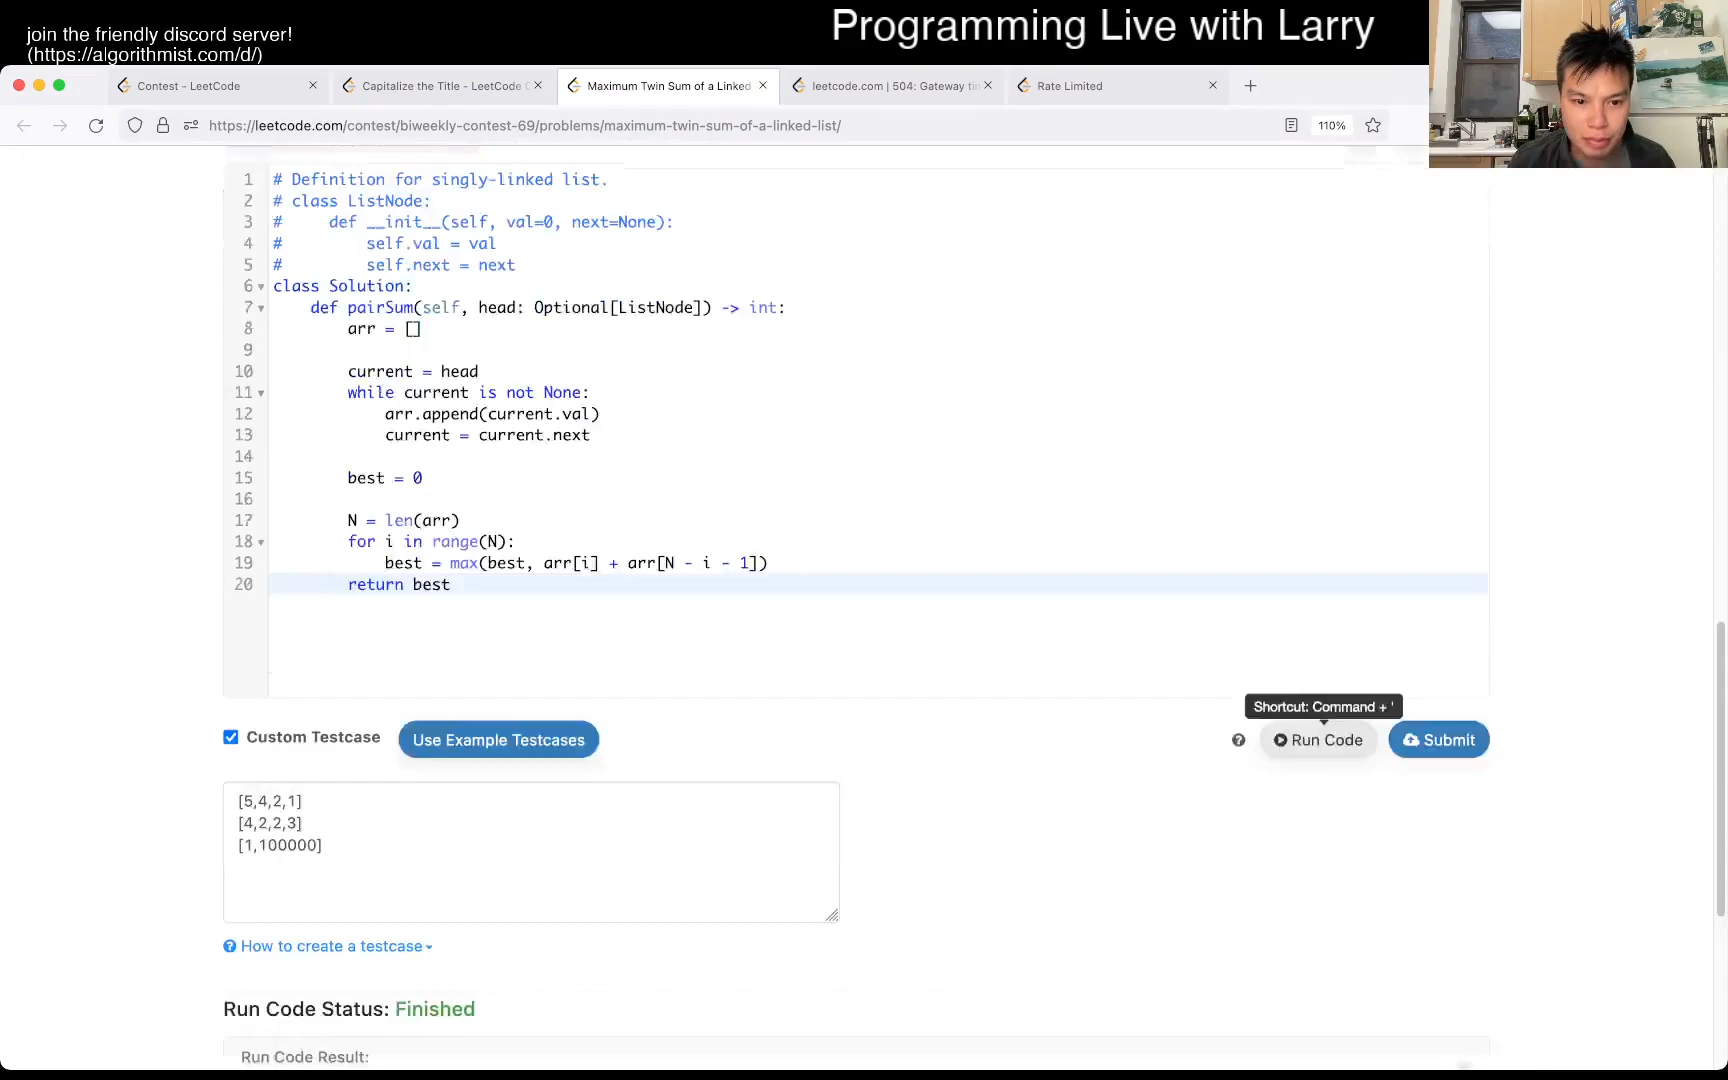 join the friendly discord server!
(https://algorithmist.com/d/)
Programming Live with Larry
Contest - LeetCode
Capitalize the Title - LeetCode C
Maximum Twin Sum of a Linked
leetcode.com | 504: Gateway tin
Rate Limited
https://leetcode.com/contest/biweekly-contest-69/problems/maximum-twin-sum-of-a-linked-list/
110%
1 # Definition for singly-linked list.
2 # class ListNode:
3 #     def __init__(self, val=0, next=None):
4 #         self.val = val
5 #         self.next = next
6 class Solution:
7     def pairSum(self, head: Optional[ListNode]) -> int:
8         arr = []
9
10         current = head
11         while current is not None:
12             arr.append(current.val)
13             current = current.next
14
15         best = 0
16
17         N = len(arr)
18         for i in range(N):
19             best = max(best, arr[i] + arr[N - i - 1])
20         return best
Shortcut: Command + '
Custom Testcase
Use Example Testcases
Run Code
Submit
[5,4,2,1]
[4,2,2,3]
[1,100000]
How to create a testcase
Run Code Status: Finished
Run Code Result: